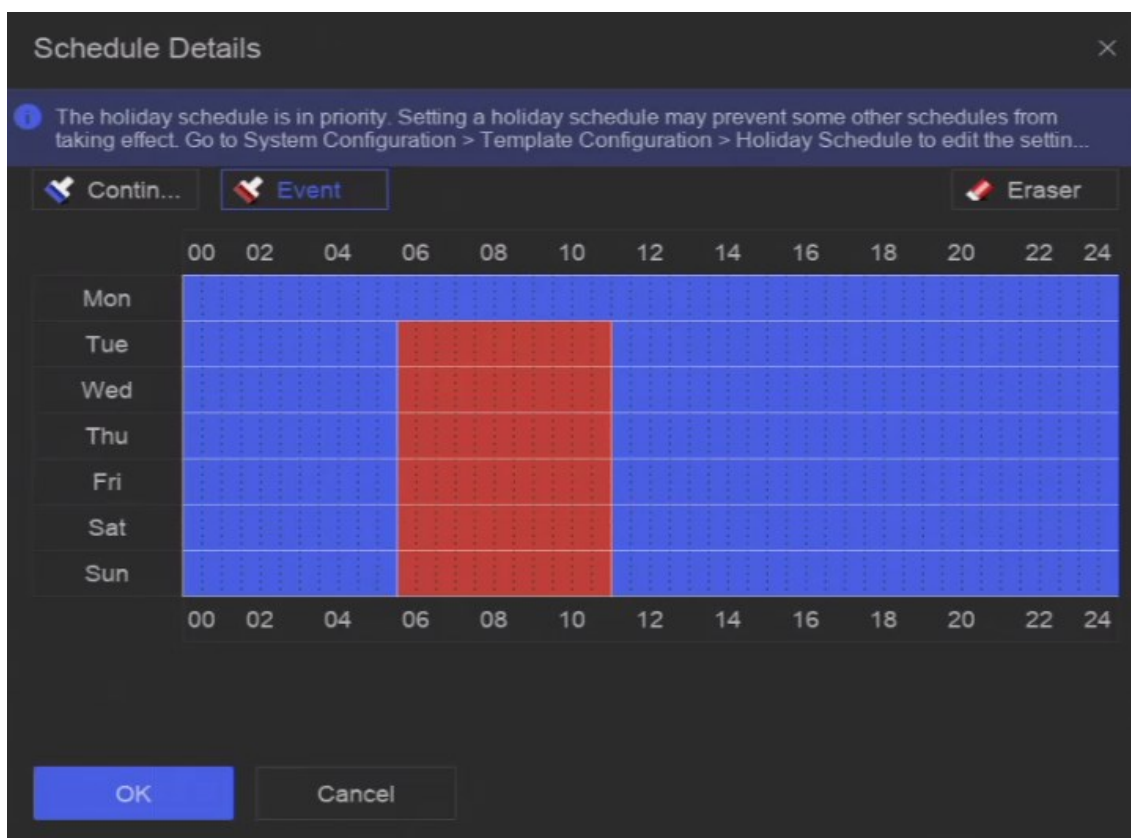 Schedule Details
The holiday schedule is in priority. Setting a holiday schedule may prevent some other schedules from
taking effect. Go to System Configuration > Template Configuration > Holiday Schedule to edit the settin...
Contin... Event Eraser
00 02 04 06 08 10 12 14 16 18 20 22 24
Mon
Tue
Wed
Thu
Fri
Sat
Sun
00 02 04 06 08 10 12 14 16 18 20 22 24
OK Cancel